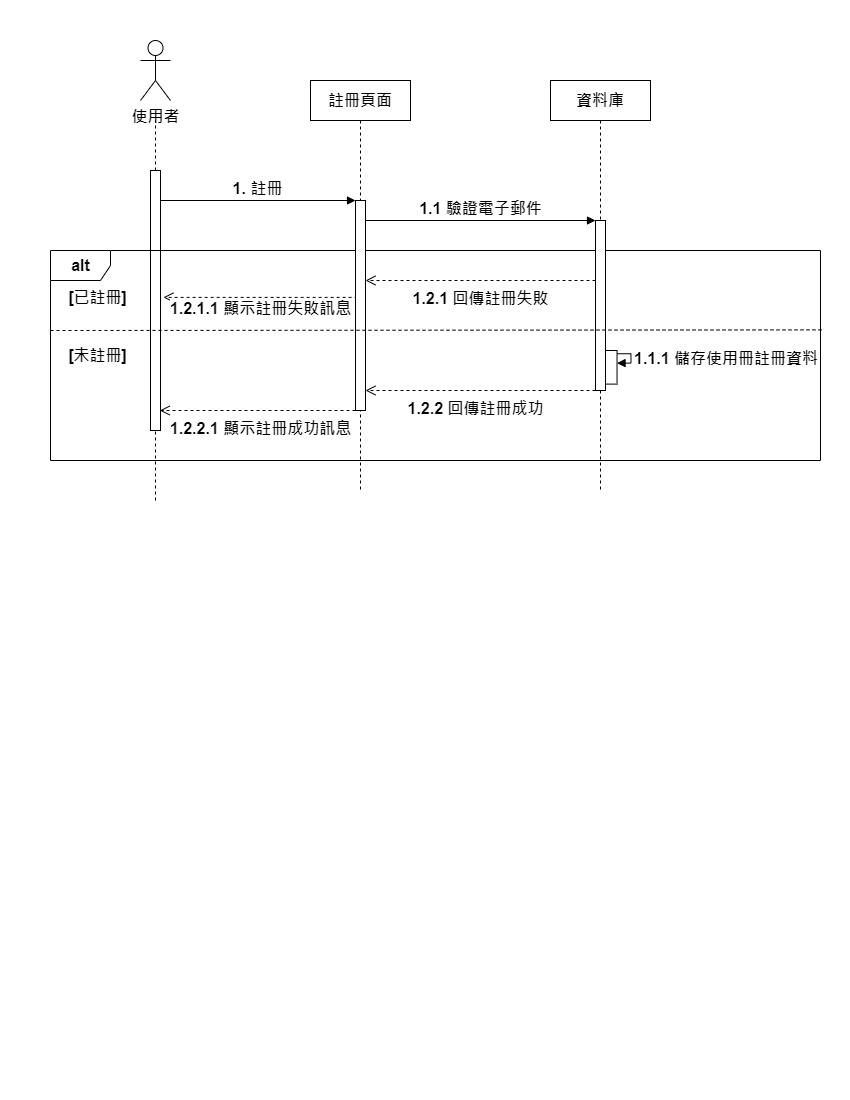 使用者
註冊頁面
資料庫
1. 註冊
1.1 驗證電子郵件
alt
[已註冊]
1.2.1 回傳註冊失敗
1.2.1.1 顯示註冊失敗訊息
[未註冊]
1.1.1 儲存使用冊註冊資料
1.2.2 回傳註冊成功
1.2.2.1 顯示註冊成功訊息